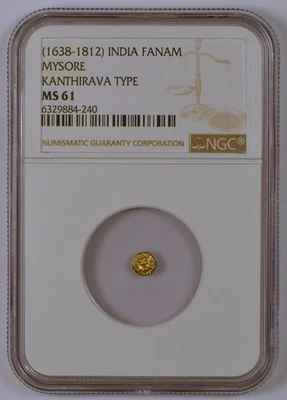 (1638-1812) INDIA FANAM
MYSORE
KANTHIRAVA TYPE
MS 61
6329884-240
NUMISMATIC GUARANTY CORPORATION
NGC®